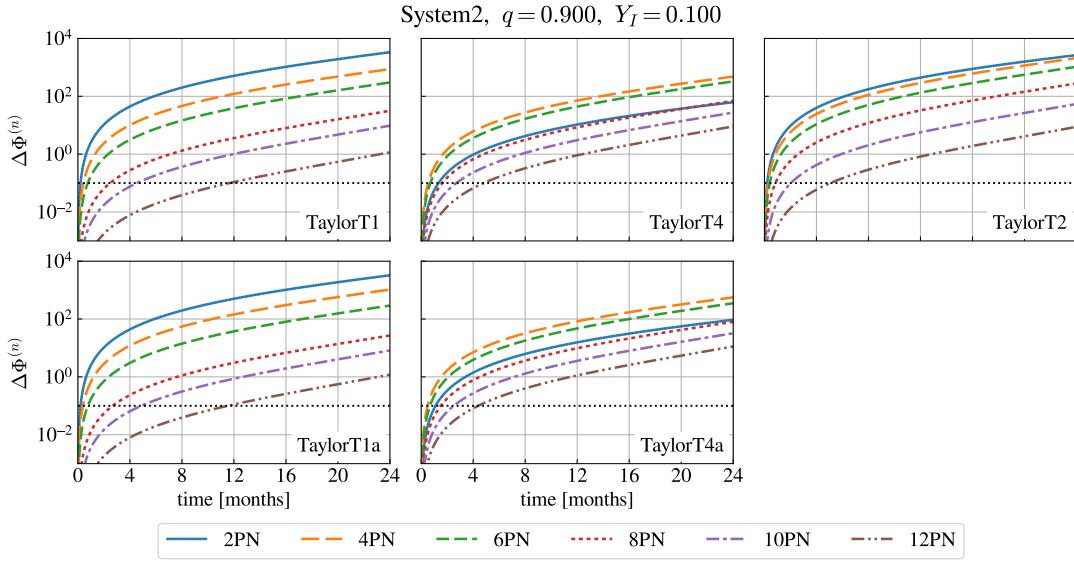 System2, q = 0.900, Y_I = 0.100
ΔΦ^(n)
10^4
10^2
10^0
10^−2
TaylorT1
TaylorT4
TaylorT2
ΔΦ^(n)
10^4
10^2
10^0
10^−2
TaylorT1a
TaylorT4a
0 4 8 12 16 20 24
0 4 8 12 16 20 24
time [months]
time [months]
2PN 4PN 6PN 8PN 10PN 12PN